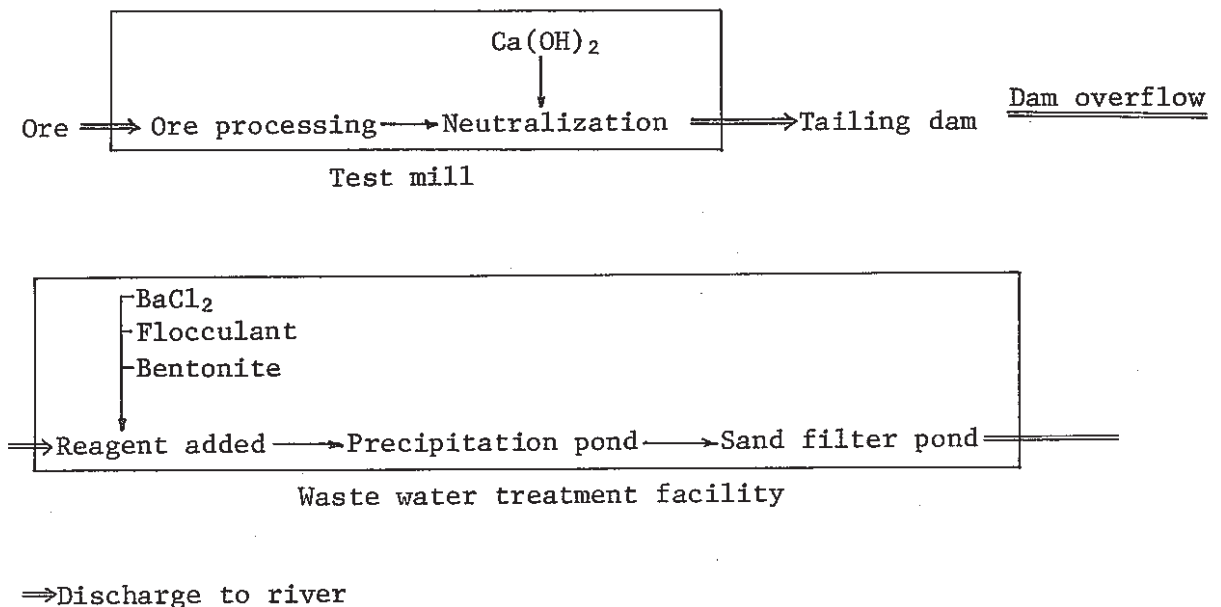 Ca(OH)₂
Dam overflow
Ore ⇒ Ore processing → Neutralization ⇒ Tailing dam
Test mill
BaCl₂
Flocculant
Bentonite
⇒ Reagent added → Precipitation pond → Sand filter pond
Waste water treatment facility
⇒Discharge to river